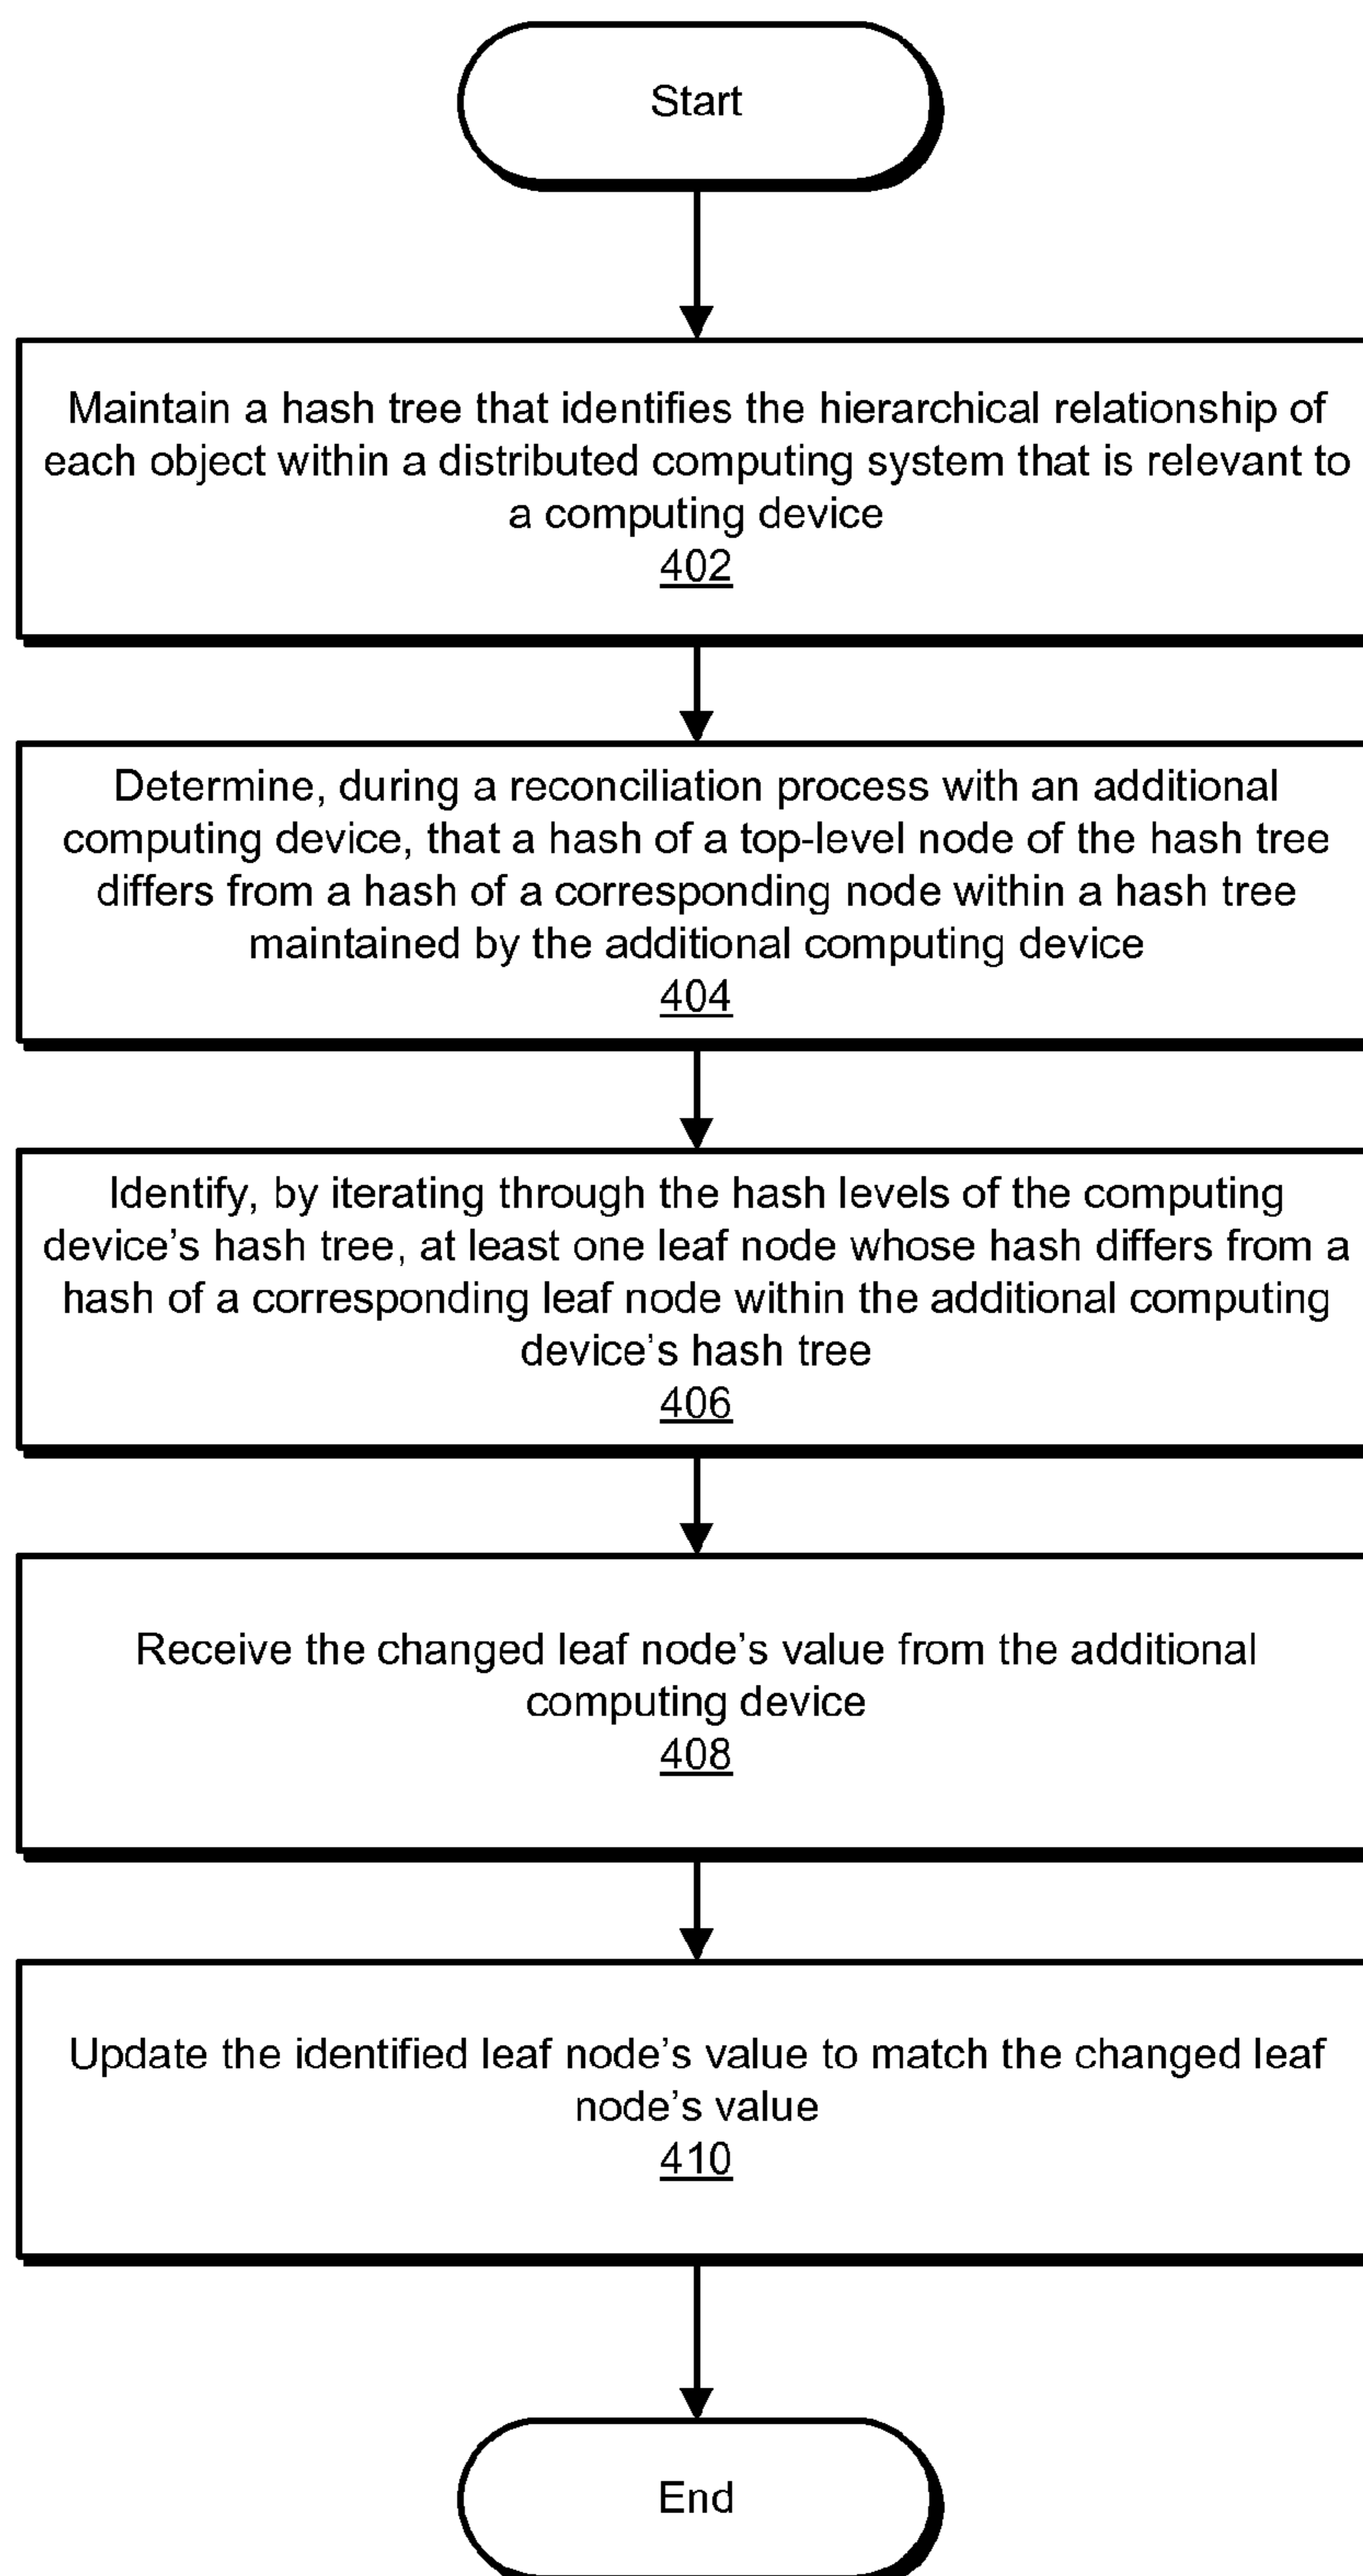 Start
Maintain a hash tree that identifies the hierarchical relationship of
each object within a distributed computing system that is relevant to
a computing device
402
Determine, during a reconciliation process with an additional
computing device, that a hash of a top-level node of the hash tree
differs from a hash of a corresponding node within a hash tree
maintained by the additional computing device
404
Identify, by iterating through the hash levels of the computing
device’s hash tree, at least one leaf node whose hash differs from a
hash of a corresponding leaf node within the additional computing
device’s hash tree
406
Receive the changed leaf node’s value from the additional
computing device
408
Update the identified leaf node’s value to match the changed leaf
node’s value
410
End